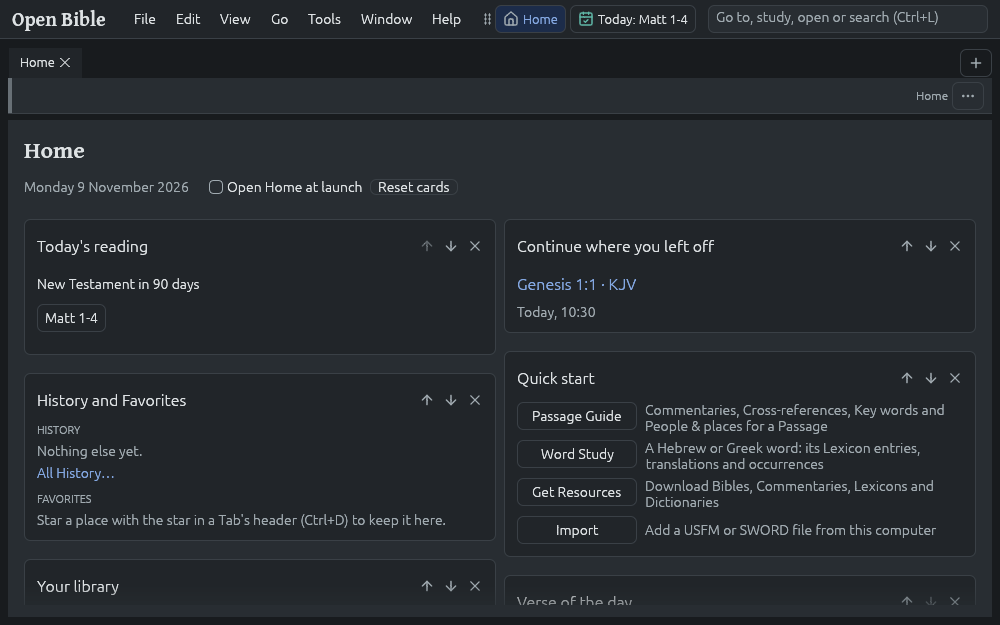 Open Bible File Edit View Go Tools Window Help Home Today: Matt 1-4 Go to, study, open or search (Ctrl+L)
Home
Home
Home
Monday 9 November 2026 Open Home at launch Reset cards
Today's reading
New Testament in 90 days
Matt 1-4
History and Favorites
HISTORY
Nothing else yet.
All History…
FAVORITES
Star a place with the star in a Tab's header (Ctrl+D) to keep it here.
Your library
Continue where you left off
Genesis 1:1 · KJV
Today, 10:30
Quick start
Passage Guide Commentaries, Cross-references, Key words and
People & places for a Passage
Word Study A Hebrew or Greek word: its Lexicon entries,
translations and occurrences
Get Resources Download Bibles, Commentaries, Lexicons and
Dictionaries
Import Add a USFM or SWORD file from this computer
Verse of the day